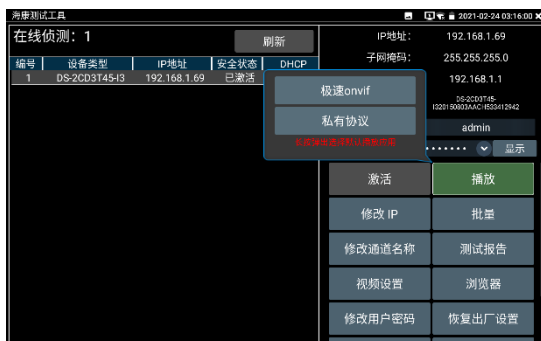 海康测试工具
2021-02-24 03:16:00
在线侦测：1
刷新
编号 设备类型 IP地址 安全状态 DHCP
1 DS-2CD3T45-I3 192.168.1.69 已激活
极速onvif
私有协议
IP地址： 192.168.1.69
子网掩码： 255.255.255.0
192.168.1.1
DS-2CD3T45-
admin
显示
激活 播放
修改 IP 批量
修改通道名称 测试报告
视频设置 浏览器
修改用户密码 恢复出厂设置